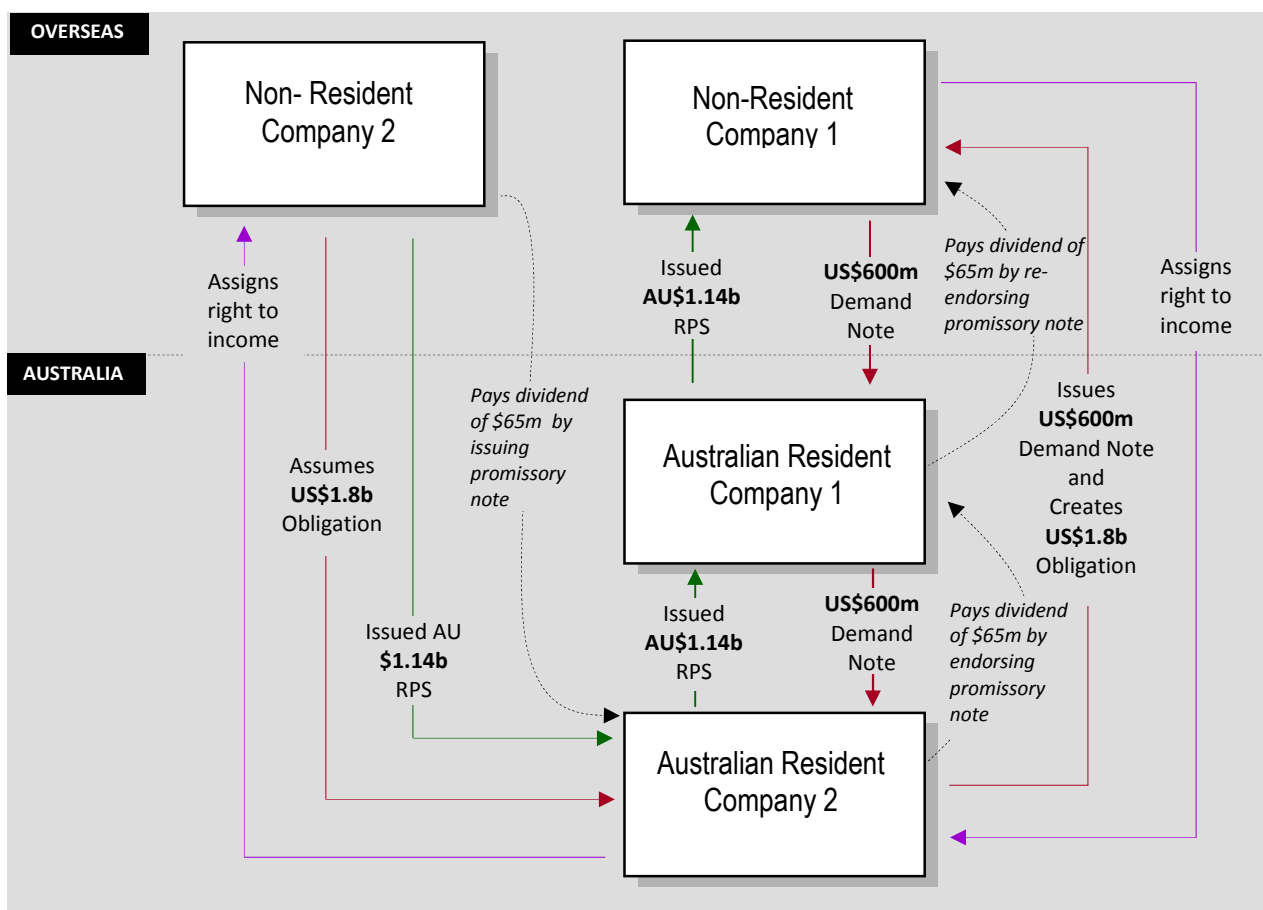 OVERSEAS
Non- Resident
Company 2
Non-Resident
Company 1
Assigns
right to
income
Issued
AU$1.14b
RPS
US$600m
Demand
Note
Pays dividend of
$65m by re-
endorsing
promissory note
Assigns
right to
income
AUSTRALIA
Pays dividend
of $65m by
issuing
promissory
note
Assumes
US$1.8b
Obligation
Australian Resident
Company 1
Issues
US$600m
Demand Note
and
Creates
US$1.8b
Obligation
Issued AU
$1.14b
RPS
Issued
AU$1.14b
RPS
US$600m
Demand
Note
Pays dividend
of $65m by
endorsing
promissory
note
Australian Resident
Company 2